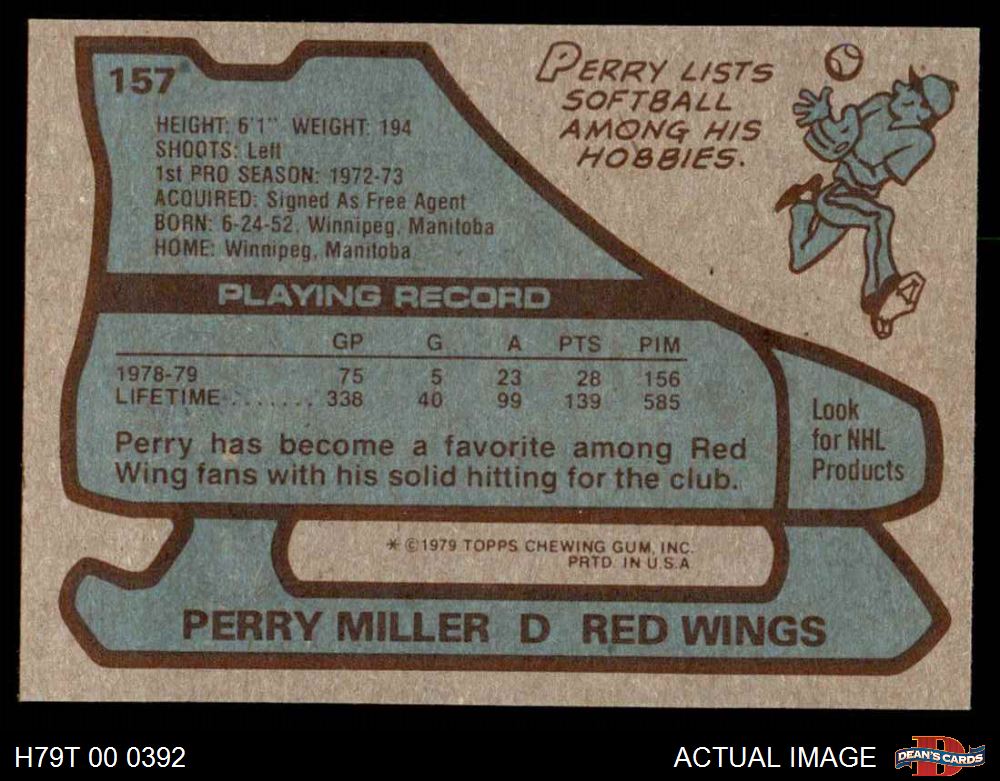 157
PERRY LISTS
SOFTBALL
AMONG HIS
HOBBIES.
HEIGHT: 6'1" WEIGHT: 194
SHOOTS: Left
1st PRO SEASON: 1972-73
ACQUIRED: Signed As Free Agent
BORN: 6-24-52, Winnipeg, Manitoba
HOME: Winnipeg, Manitoba
PLAYING RECORD
GP G A PTS PIM
1978-79 75 5 23 28 156
LIFETIME ........ 338 40 99 139 585
Perry has become a favorite among Red
Wing fans with his solid hitting for the club.
Look
for NHL
Products
* ©1979 TOPPS CHEWING GUM, INC.
PRTD. IN U.S.A
PERRY MILLER D RED WINGS
H79T 00 0392
ACTUAL IMAGE
D
DEAN'S CARDS